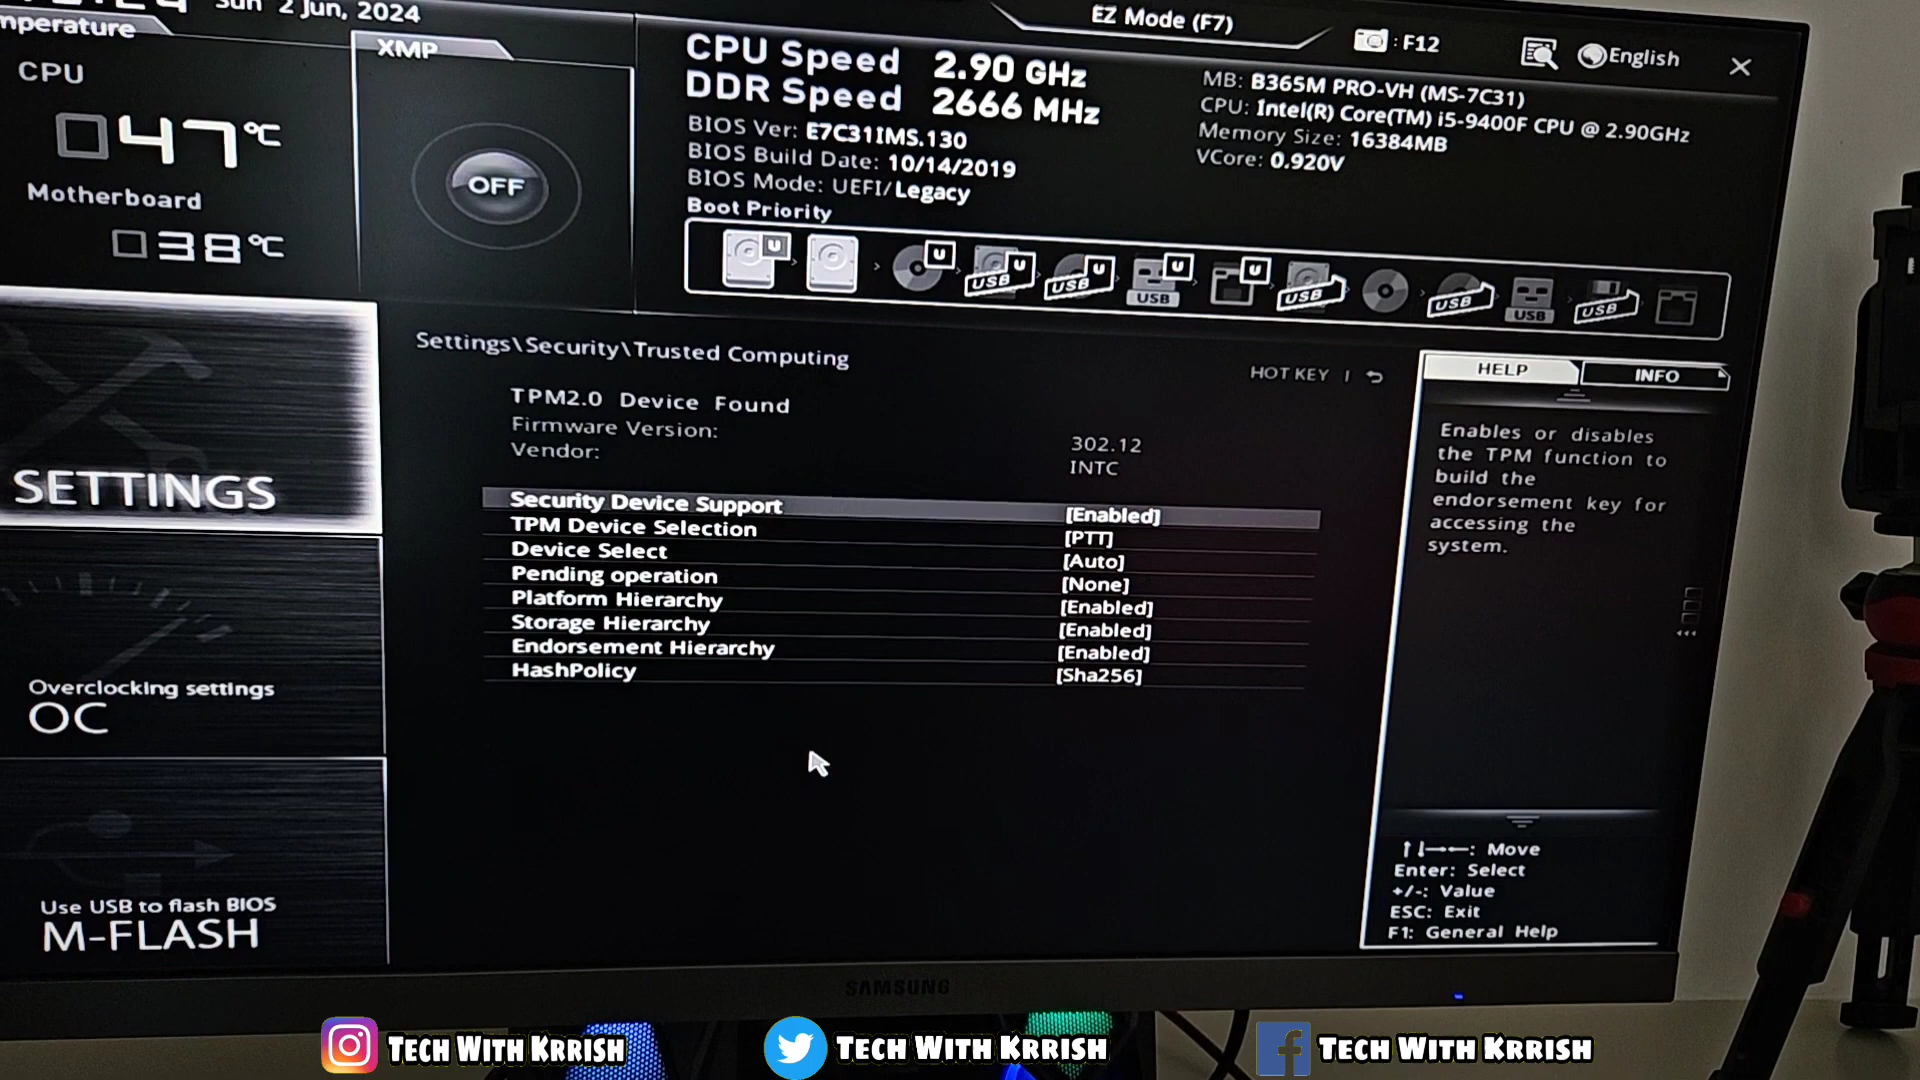 Sun 2 Jun, 2024
mperature
CPU
47°C
Motherboard
38°C
XMP
OFF
EZ Mode (F7)
: F12
English
CPU Speed 2.90 GHz
DDR Speed 2666 MHz
BIOS Ver: E7C31IMS.130
BIOS Build Date: 10/14/2019
BIOS Mode: UEFI/Legacy
Boot Priority
MB: B365M PRO-VH (MS-7C31)
CPU: Intel(R) Core(TM) i5-9400F CPU @ 2.90GHz
Memory Size: 16384MB
VCore: 0.920V
U U USB U USB U USB U U USB USB USB USB
SETTINGS
Overclocking settings
OC
Use USB to flash BIOS
M-FLASH
Settings\Security\Trusted Computing
HOT KEY |
TPM2.0 Device Found
Firmware Version: 302.12
Vendor: INTC
Security Device Support [Enabled]
TPM Device Selection [PTT]
Device Select [Auto]
Pending operation [None]
Platform Hierarchy [Enabled]
Storage Hierarchy [Enabled]
Endorsement Hierarchy [Enabled]
HashPolicy [Sha256]
HELP INFO
Enables or disables
the TPM function to
build the
endorsement key for
accessing the
system.
↑↓→←: Move
Enter: Select
+/-: Value
ESC: Exit
F1: General Help
SAMSUNG
Tech With Krrish
Tech With Krrish
Tech With Krrish